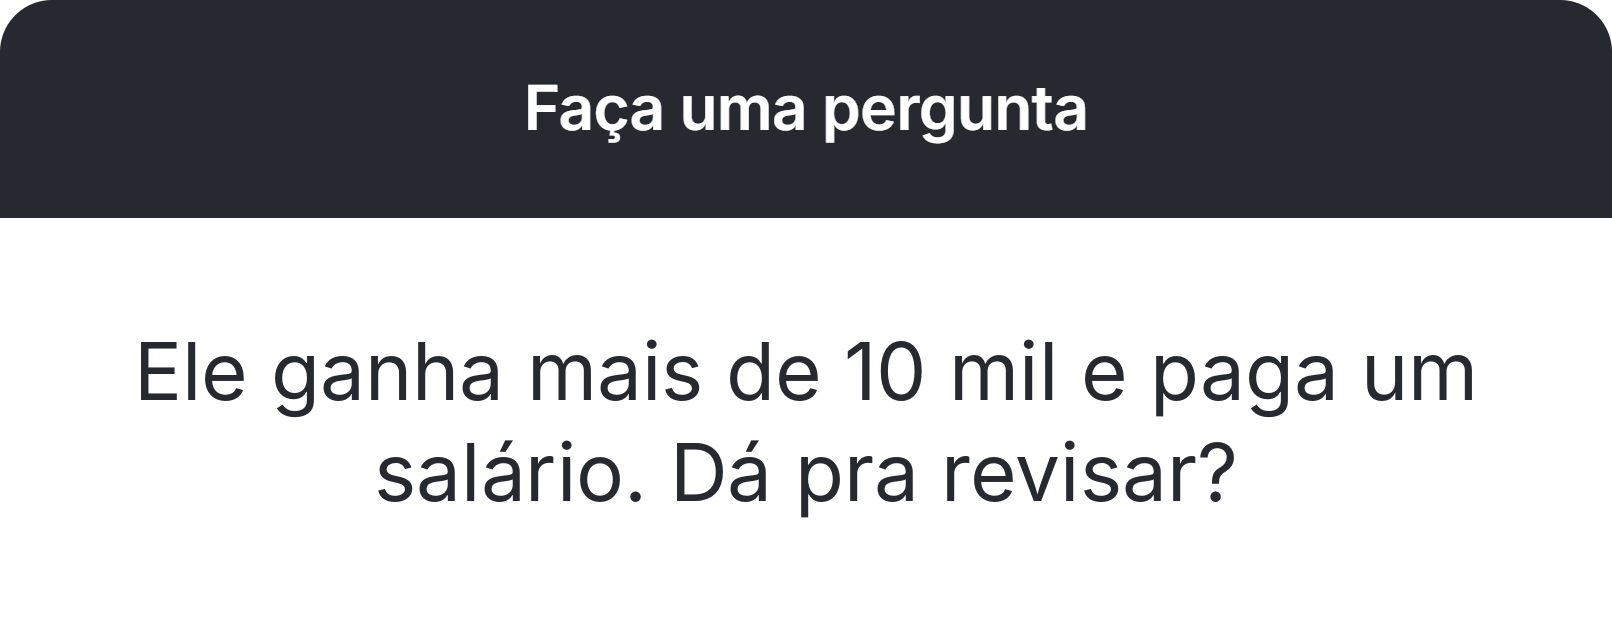 Faça uma pergunta
Ele ganha mais de 10 mil e paga um
salário. Dá pra revisar?